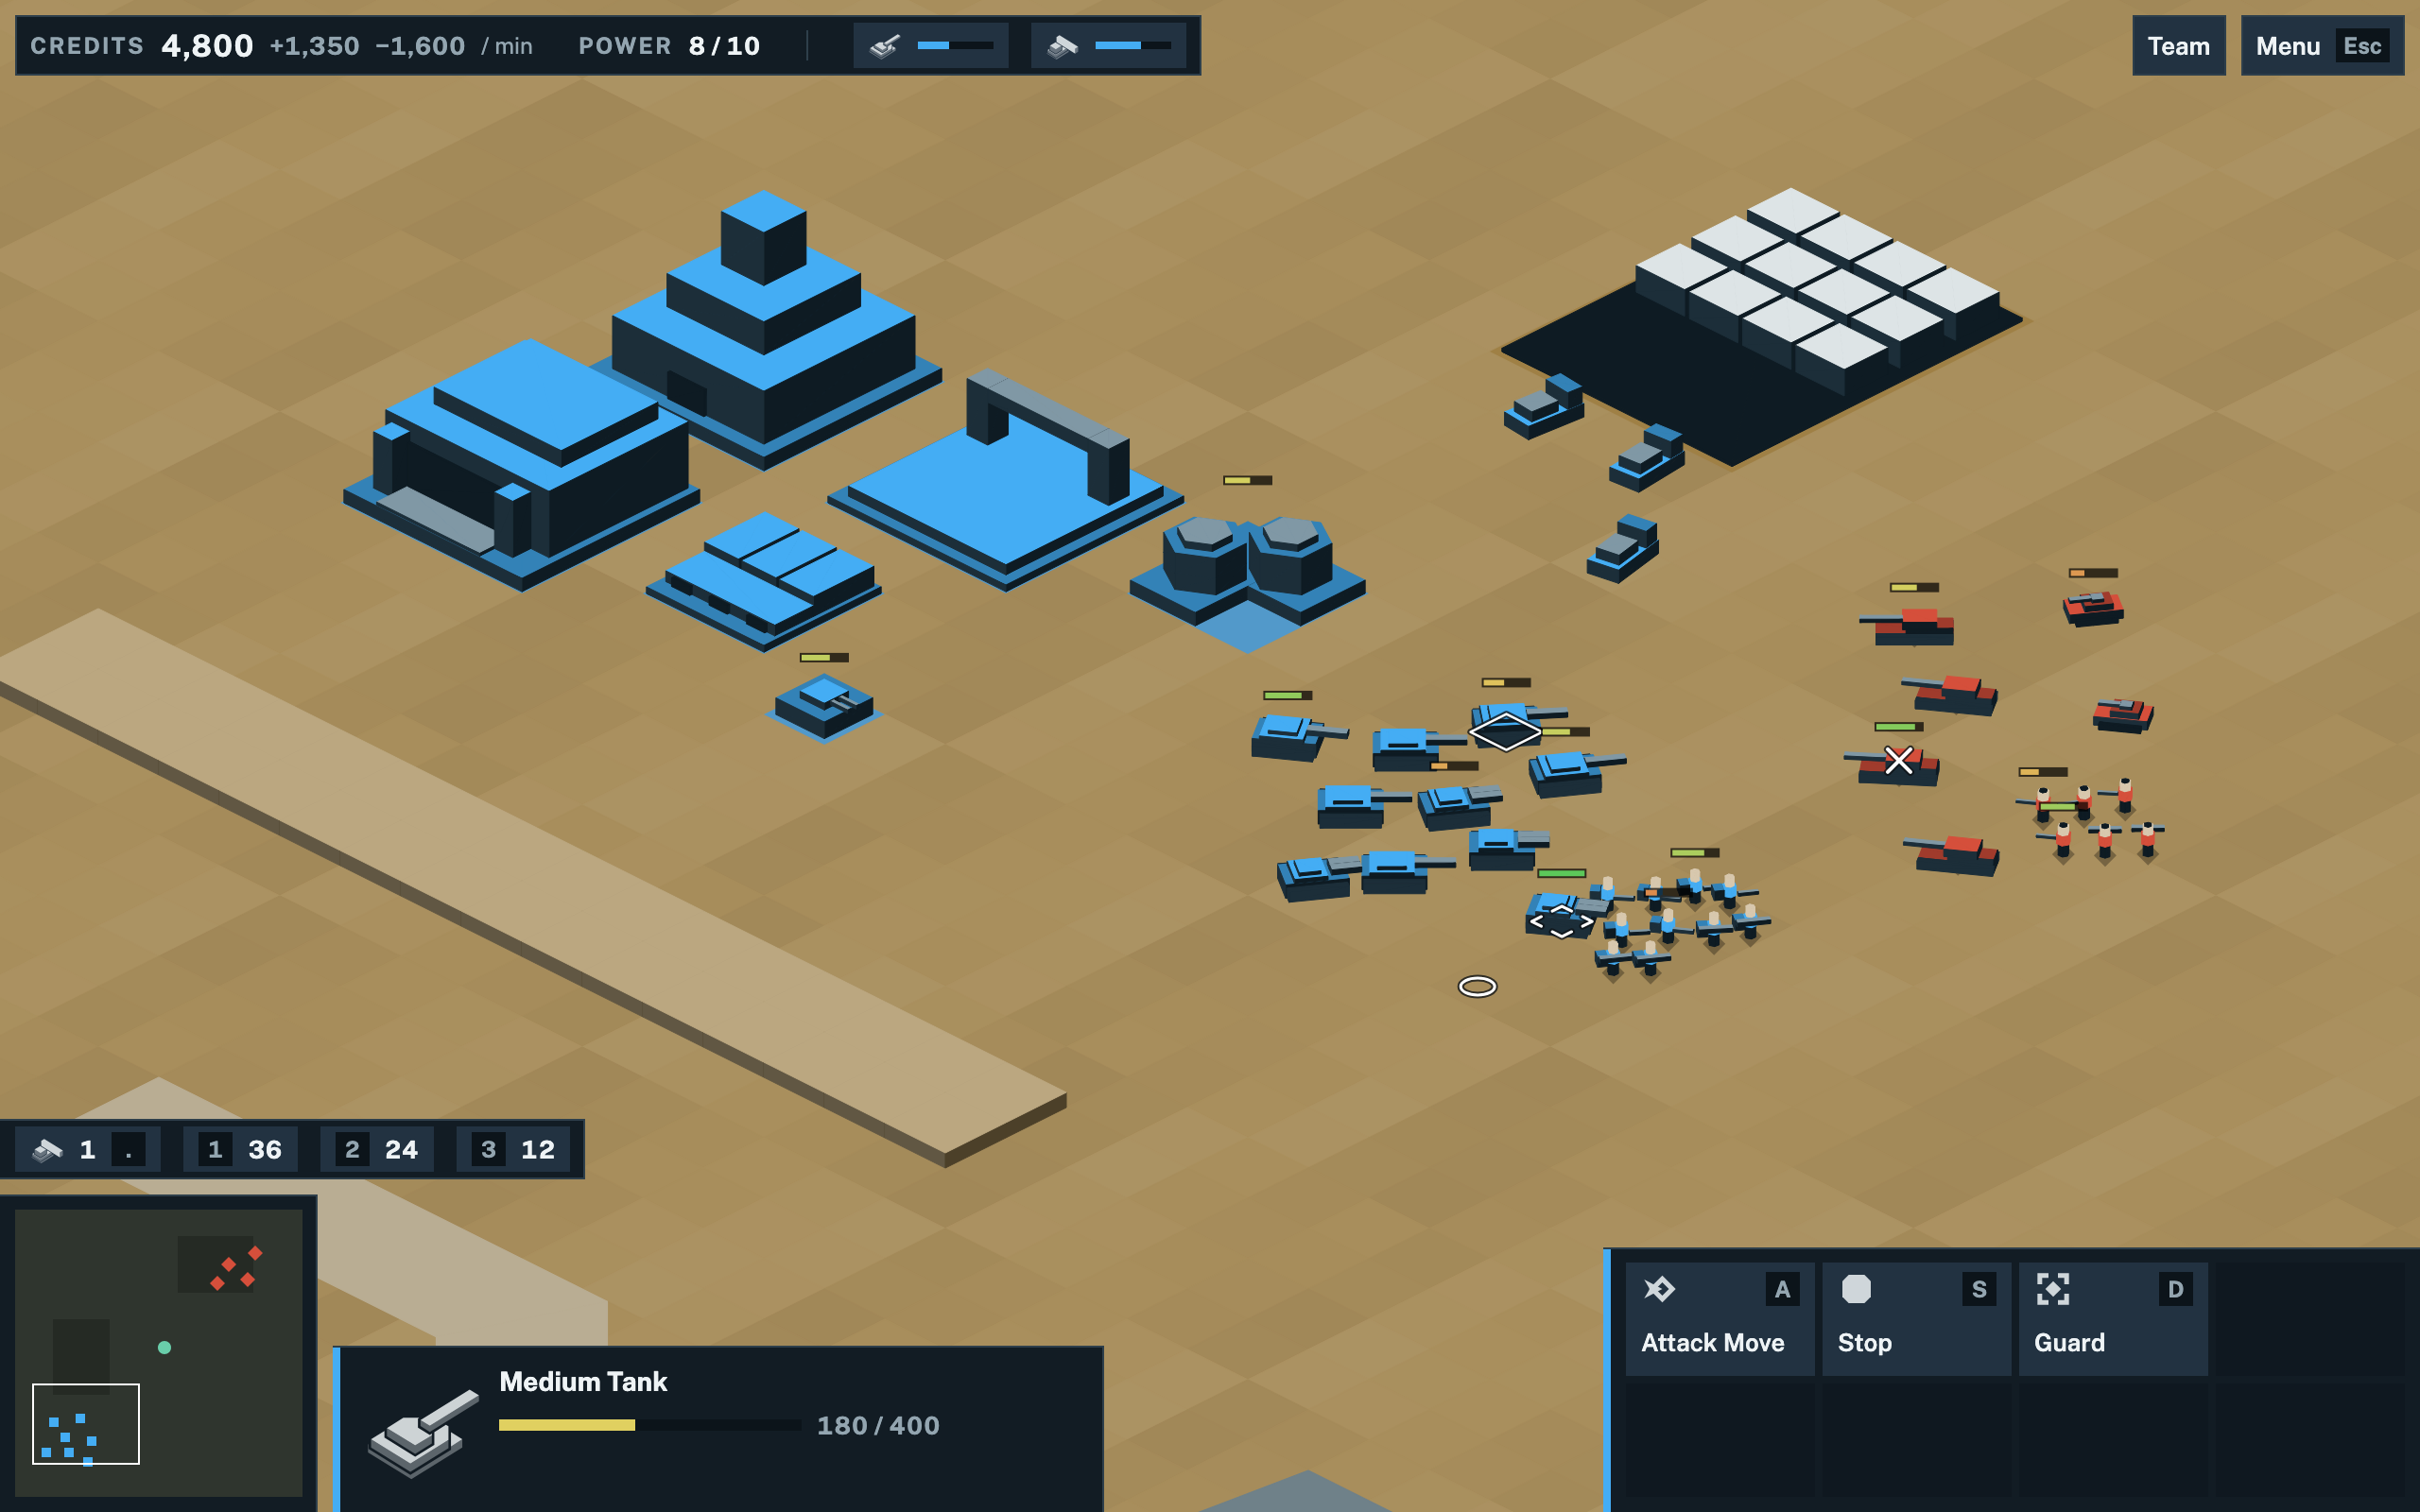 CREDITS 4,800 +1,350 −1,600 / min POWER 8/10
Team
Menu Esc
1 .
1 36
2 24
3 12
Medium Tank
180/400
A
Attack Move
S
Stop
D
Guard